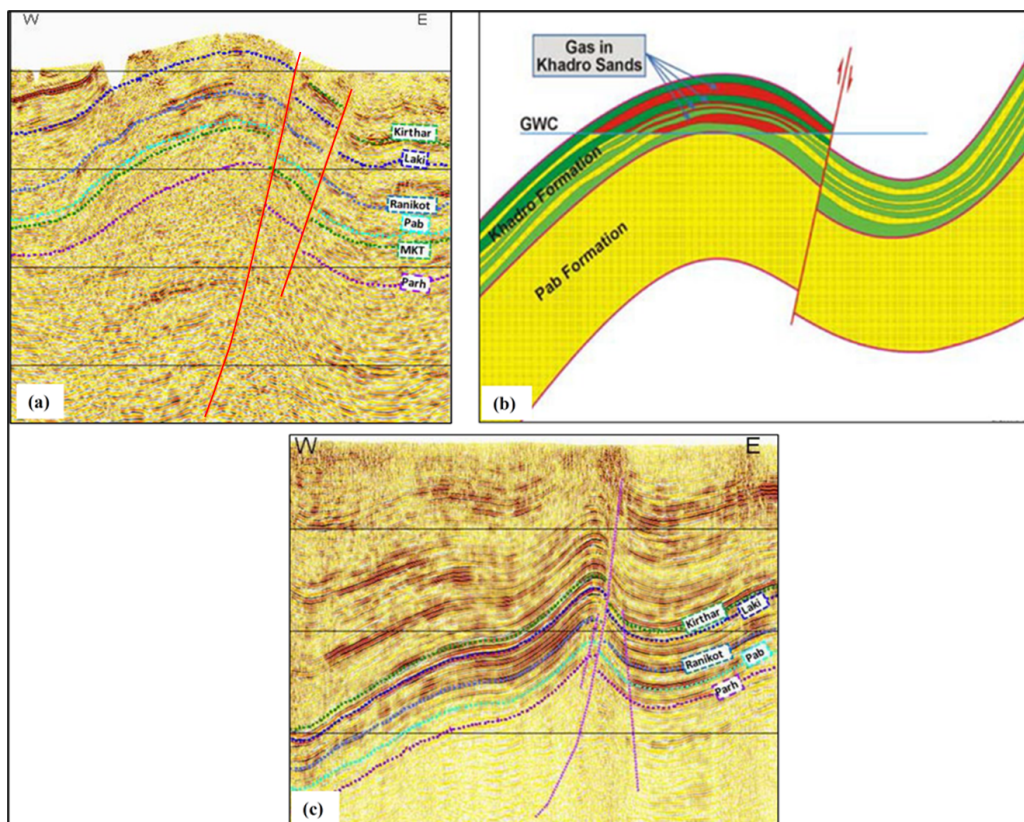 W
E
Kirthar
Laki
Ranikot
Pab
MKT
Parh
(a)
Gas in
Khadro Sands
GWC
Khadro Formation
Pab Formation
(b)
W
E
Kirthar
Laki
Ranikot
Pab
Parh
(c)